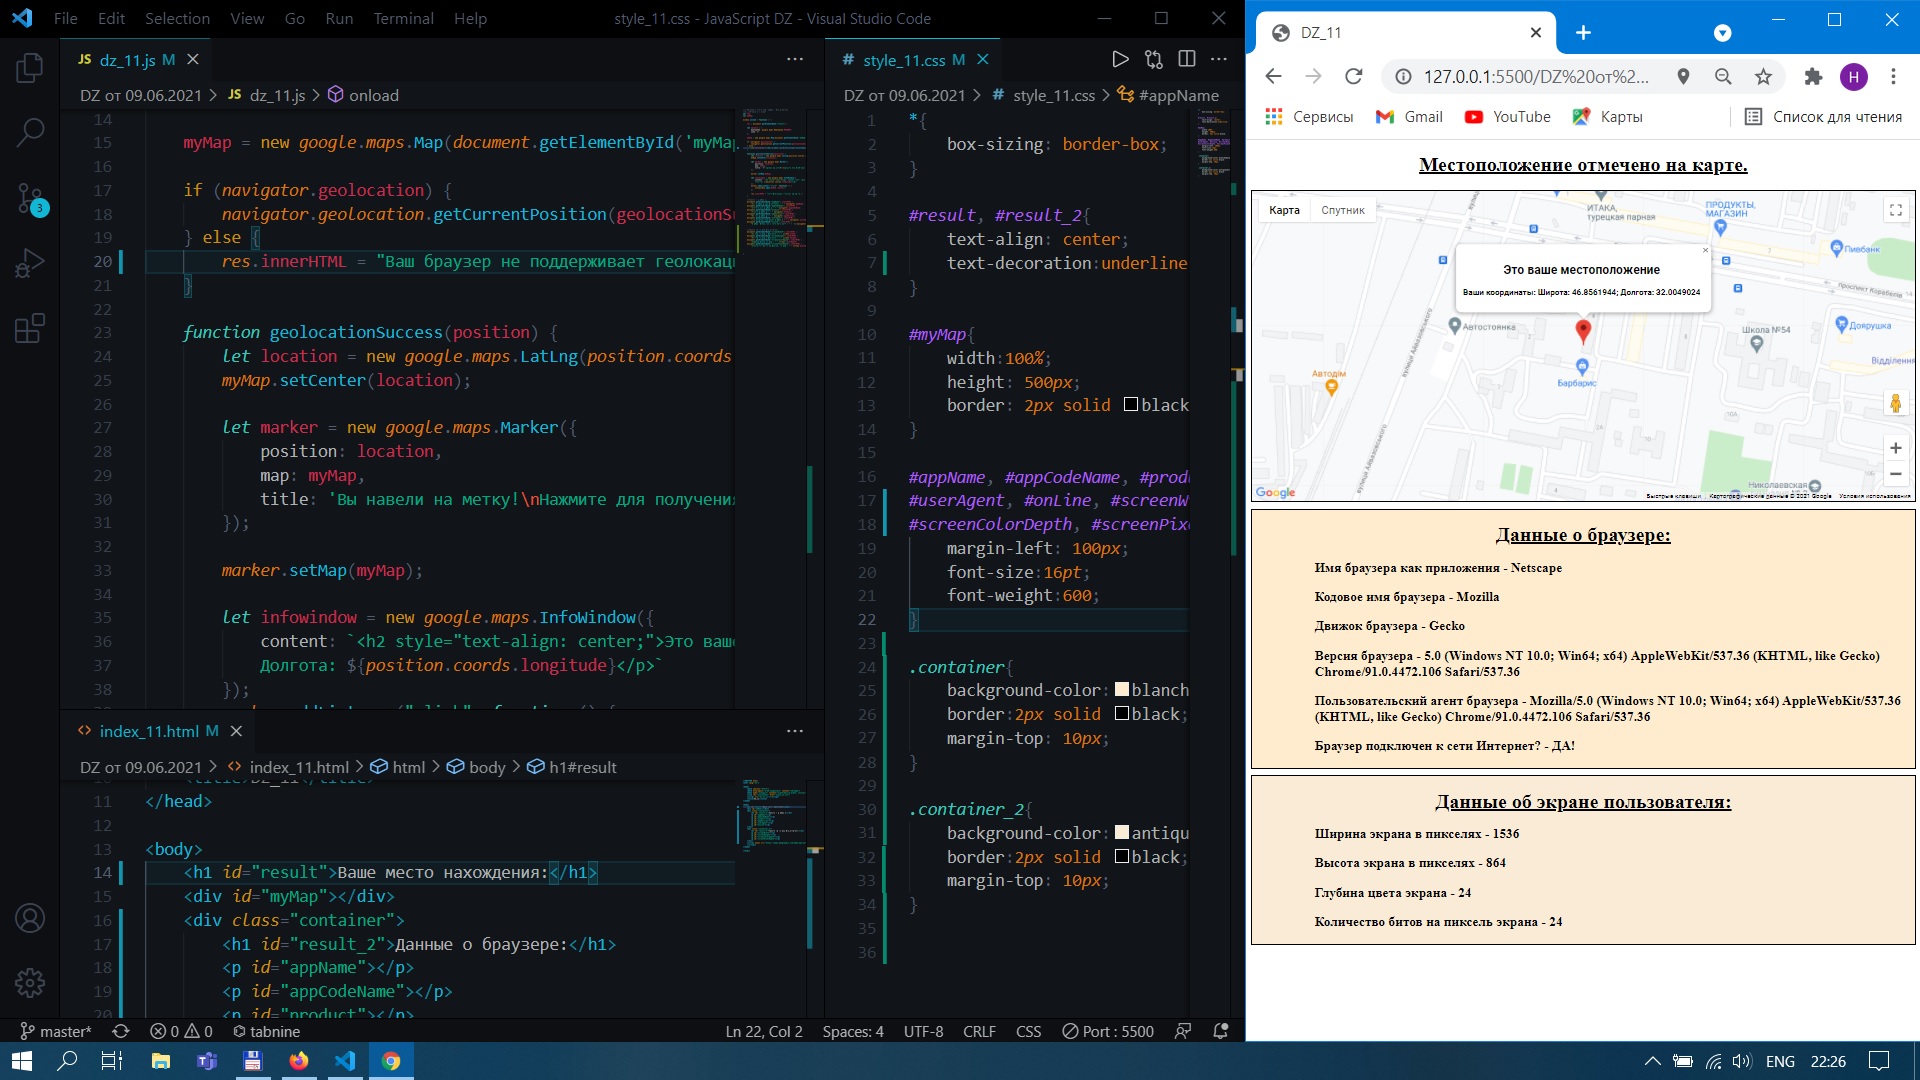 File Edit Selection View Go Run Terminal Help
style_11.css - JavaScript DZ - Visual Studio Code
JS dz_11.js M
DZ от 09.06.2021 > JS dz_11.js > onload
14
15 myMap = new google.maps.Map(document.getElementById('myMap
16
17 if (navigator.geolocation) {
18 navigator.geolocation.getCurrentPosition(geolocationSu
19 } else {
20 res.innerHTML = "Ваш браузер не поддерживает геолокаци
21 }
22
23 function geolocationSuccess(position) {
24 let location = new google.maps.LatLng(position.coords
25 myMap.setCenter(location);
26
27 let marker = new google.maps.Marker({
28 position: location,
29 map: myMap,
30 title: 'Вы навели на метку!\nНажмите для получения
31 });
32
33 marker.setMap(myMap);
34
35 let infowindow = new google.maps.InfoWindow({
36 content: `<h2 style="text-align: center;">Это ваше
37 Долгота: ${position.coords.longitude}</p>`
38 });
index_11.html M
DZ от 09.06.2021 > index_11.html > html > body > h1#result
11 </head>
12
13 <body>
14 <h1 id="result">Ваше место нахождения:</h1>
15 <div id="myMap"></div>
16 <div class="container">
17 <h1 id="result_2">Данные о браузере:</h1>
18 <p id="appName"></p>
19 <p id="appCodeName"></p>
20 <p id="product"></p>
# style_11.css M
DZ от 09.06.2021 > # style_11.css > #appName
1 *{
2 box-sizing: border-box;
3 }
4
5 #result, #result_2{
6 text-align: center;
7 text-decoration:underline
8 }
9
10 #myMap{
11 width:100%;
12 height: 500px;
13 border: 2px solid black
14 }
15
16 #appName, #appCodeName, #prod
17 #userAgent, #onLine, #screenW
18 #screenColorDepth, #screenPix
19 margin-left: 100px;
20 font-size:16pt;
21 font-weight:600;
22 }
23
24 .container{
25 background-color: blanch
26 border:2px solid black;
27 margin-top: 10px;
28 }
29
30 .container_2{
31 background-color: antiqu
32 border:2px solid black;
33 margin-top: 10px;
34 }
35
36
3
master* 0 0 tabnine
Ln 22, Col 2 Spaces: 4 UTF-8 CRLF CSS Port : 5500
DZ_11
127.0.0.1:5500/DZ%20от%2...
H
Сервисы Gmail YouTube Карты Список для чтения
Местоположение отмечено на карте.
Карта Спутник
ИТАКА,
турецкая парная
ПРОДУКТЫ,
МАГАЗИН
Пивбанк
проспект Корабелів
Это ваше местоположение
Ваши координаты: Широта: 46.8561944; Долгота: 32.0049024
Автостоянка
Школа №54
Доярушка
Відділенн
Автодім
Барбарис
вулиця Айвазовського
Николаевская
Google
Быстрые клавиши Картографические данные © 2021 Google Условия использования
Данные о браузере:
Имя браузера как приложения - Netscape
Кодовое имя браузера - Mozilla
Движок браузера - Gecko
Версия браузера - 5.0 (Windows NT 10.0; Win64; x64) AppleWebKit/537.36 (KHTML, like Gecko)
Chrome/91.0.4472.106 Safari/537.36
Пользовательский агент браузера - Mozilla/5.0 (Windows NT 10.0; Win64; x64) AppleWebKit/537.36
(KHTML, like Gecko) Chrome/91.0.4472.106 Safari/537.36
Браузер подключен к сети Интернет? - ДА!
Данные об экране пользователя:
Ширина экрана в пикселях - 1536
Высота экрана в пикселях - 864
Глубина цвета экрана - 24
Количество битов на пиксель экрана - 24
ENG 22:26